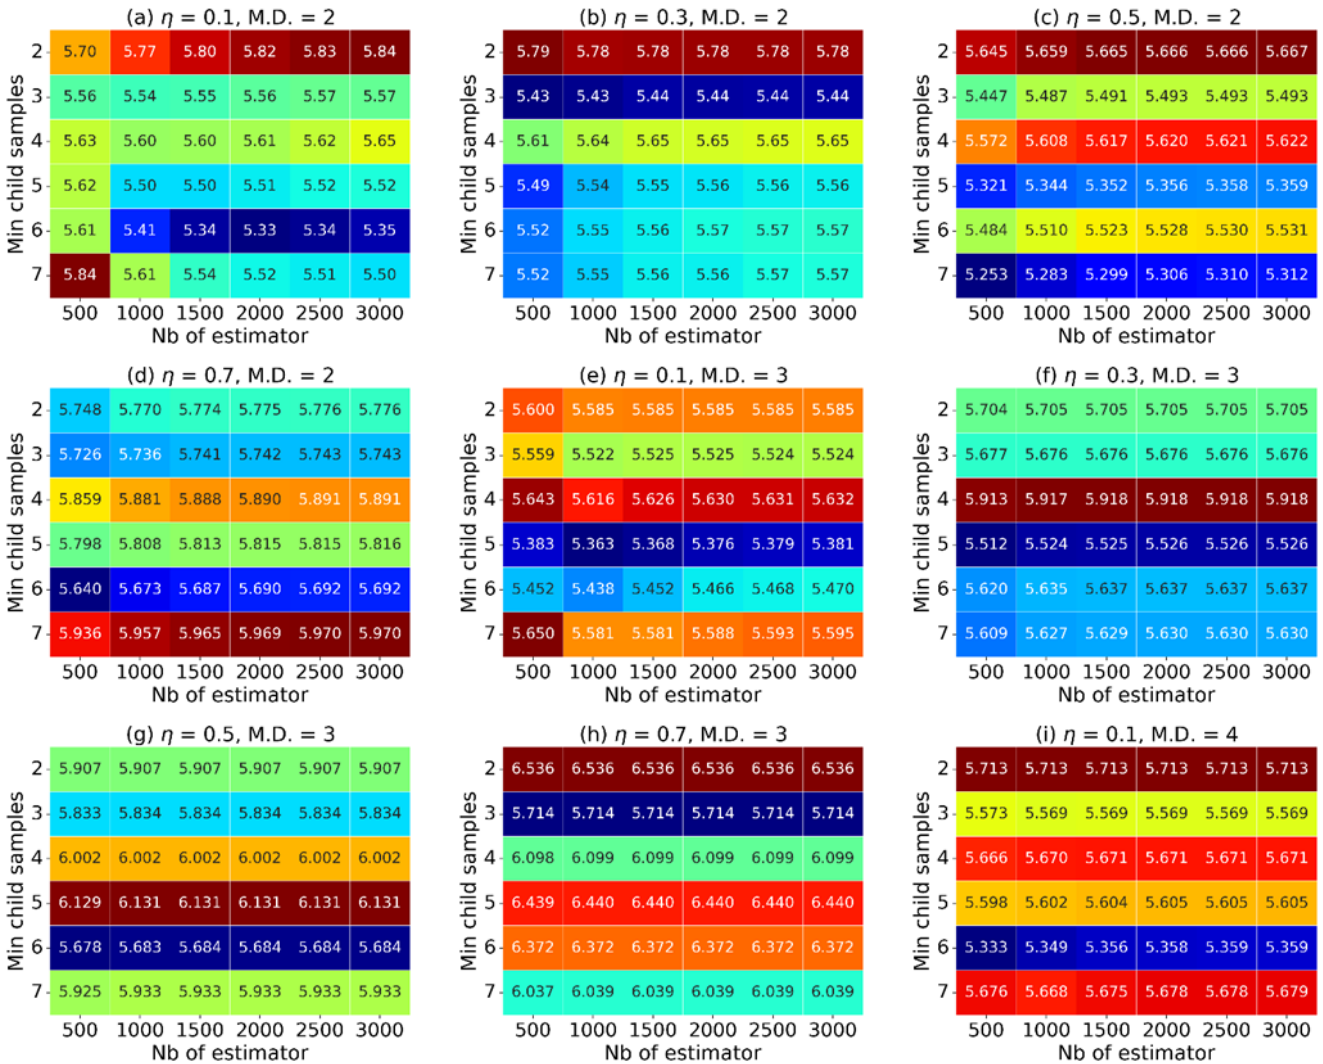 (a) η = 0.1, M.D. = 2
(b) η = 0.3, M.D. = 2
(c) η = 0.5, M.D. = 2
Min child samples
2 5.70 5.77 5.80 5.82 5.83 5.84
3 5.56 5.54 5.55 5.56 5.57 5.57
4 5.63 5.60 5.60 5.61 5.62 5.65
5 5.62 5.50 5.50 5.51 5.52 5.52
6 5.61 5.41 5.34 5.33 5.34 5.35
7 5.84 5.61 5.54 5.52 5.51 5.50
500 1000 1500 2000 2500 3000
Nb of estimator
Min child samples
2 5.79 5.78 5.78 5.78 5.78 5.78
3 5.43 5.43 5.44 5.44 5.44 5.44
4 5.61 5.64 5.65 5.65 5.65 5.65
5 5.49 5.54 5.55 5.56 5.56 5.56
6 5.52 5.55 5.56 5.57 5.57 5.57
7 5.52 5.55 5.56 5.56 5.57 5.57
500 1000 1500 2000 2500 3000
Nb of estimator
Min child samples
2 5.645 5.659 5.665 5.666 5.666 5.667
3 5.447 5.487 5.491 5.493 5.493 5.493
4 5.572 5.608 5.617 5.620 5.621 5.622
5 5.321 5.344 5.352 5.356 5.358 5.359
6 5.484 5.510 5.523 5.528 5.530 5.531
7 5.253 5.283 5.299 5.306 5.310 5.312
500 1000 1500 2000 2500 3000
Nb of estimator
(d) η = 0.7, M.D. = 2
(e) η = 0.1, M.D. = 3
(f) η = 0.3, M.D. = 3
Min child samples
2 5.748 5.770 5.774 5.775 5.776 5.776
3 5.726 5.736 5.741 5.742 5.743 5.743
4 5.859 5.881 5.888 5.890 5.891 5.891
5 5.798 5.808 5.813 5.815 5.815 5.816
6 5.640 5.673 5.687 5.690 5.692 5.692
7 5.936 5.957 5.965 5.969 5.970 5.970
500 1000 1500 2000 2500 3000
Nb of estimator
Min child samples
2 5.600 5.585 5.585 5.585 5.585 5.585
3 5.559 5.522 5.525 5.525 5.524 5.524
4 5.643 5.616 5.626 5.630 5.631 5.632
5 5.383 5.363 5.368 5.376 5.379 5.381
6 5.452 5.438 5.452 5.466 5.468 5.470
7 5.650 5.581 5.581 5.588 5.593 5.595
500 1000 1500 2000 2500 3000
Nb of estimator
Min child samples
2 5.704 5.705 5.705 5.705 5.705 5.705
3 5.677 5.676 5.676 5.676 5.676 5.676
4 5.913 5.917 5.918 5.918 5.918 5.918
5 5.512 5.524 5.525 5.526 5.526 5.526
6 5.620 5.635 5.637 5.637 5.637 5.637
7 5.609 5.627 5.629 5.630 5.630 5.630
500 1000 1500 2000 2500 3000
Nb of estimator
(g) η = 0.5, M.D. = 3
(h) η = 0.7, M.D. = 3
(i) η = 0.1, M.D. = 4
Min child samples
2 5.907 5.907 5.907 5.907 5.907 5.907
3 5.833 5.834 5.834 5.834 5.834 5.834
4 6.002 6.002 6.002 6.002 6.002 6.002
5 6.129 6.131 6.131 6.131 6.131 6.131
6 5.678 5.683 5.684 5.684 5.684 5.684
7 5.925 5.933 5.933 5.933 5.933 5.933
500 1000 1500 2000 2500 3000
Nb of estimator
Min child samples
2 6.536 6.536 6.536 6.536 6.536 6.536
3 5.714 5.714 5.714 5.714 5.714 5.714
4 6.098 6.099 6.099 6.099 6.099 6.099
5 6.439 6.440 6.440 6.440 6.440 6.440
6 6.372 6.372 6.372 6.372 6.372 6.372
7 6.037 6.039 6.039 6.039 6.039 6.039
500 1000 1500 2000 2500 3000
Nb of estimator
Min child samples
2 5.713 5.713 5.713 5.713 5.713 5.713
3 5.573 5.569 5.569 5.569 5.569 5.569
4 5.666 5.670 5.671 5.671 5.671 5.671
5 5.598 5.602 5.604 5.605 5.605 5.605
6 5.333 5.349 5.356 5.358 5.359 5.359
7 5.676 5.668 5.675 5.678 5.678 5.679
500 1000 1500 2000 2500 3000
Nb of estimator